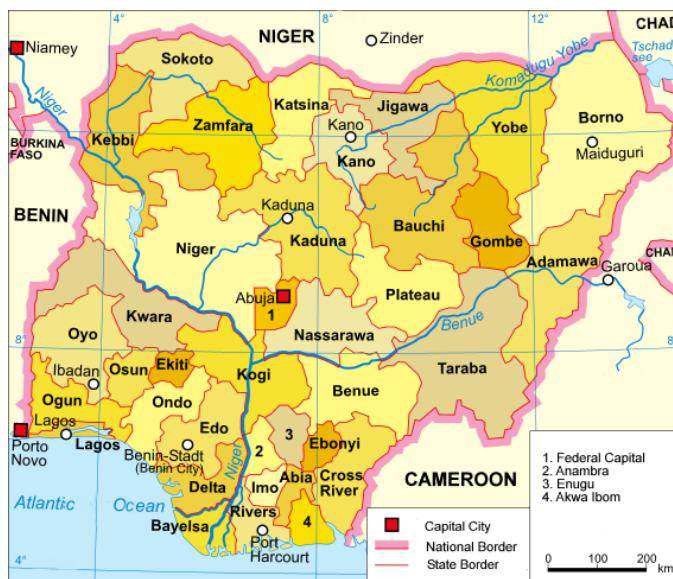 4°
8°
12°
Niamey
NIGER
Zinder
CHAD
Tschad-
see
Sokoto
Komadugu Yobe
Niger
Katsina
Jigawa
Zamfara
Kebbi
Kano
Kano
Yobe
Borno
Maiduguri
BURKINA
FASO
BENIN
Kaduna
Kaduna
Bauchi
Gombe
Niger
Adamawa
CHAD
Garoua
Abuja
1
Plateau
Kwara
Nassarawa
Benue
Oyo
8°
8°
Taraba
Ibadan
Osun
Ekiti
Kogi
Benue
Ogun
Ondo
Edo
Lagos
Lagos
Porto
Novo
Benin-Stadt
(Benin City)
Niger
2
3
Ebonyi
Cross
River
CAMEROON
Imo
Abia
Delta
Atlantic
Ocean
Bayelsa
Rivers
4
Port
Harcourt
4°
1. Federal Capital
2. Anambra
3. Enugu
4. Akwa Ibom
Capital City
National Border
State Border
0
100
200
km